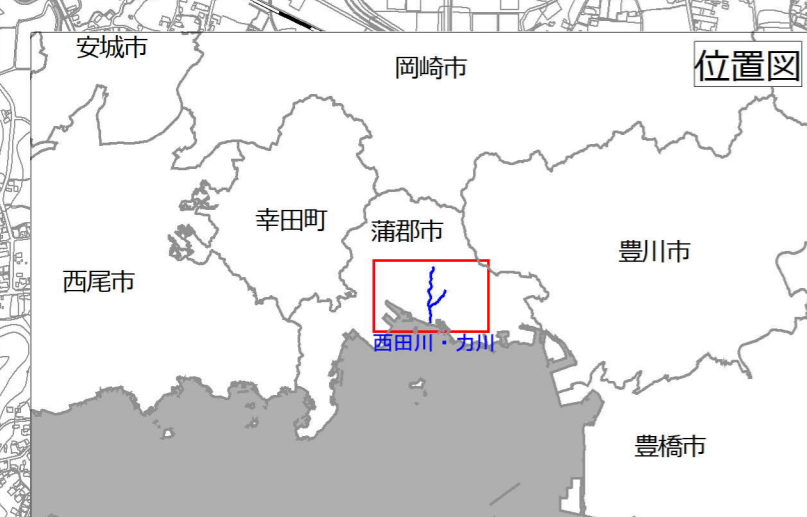 安城市
岡崎市
位置図
幸田町
蒲郡市
豊川市
西尾市
西田川・力川
豊橋市